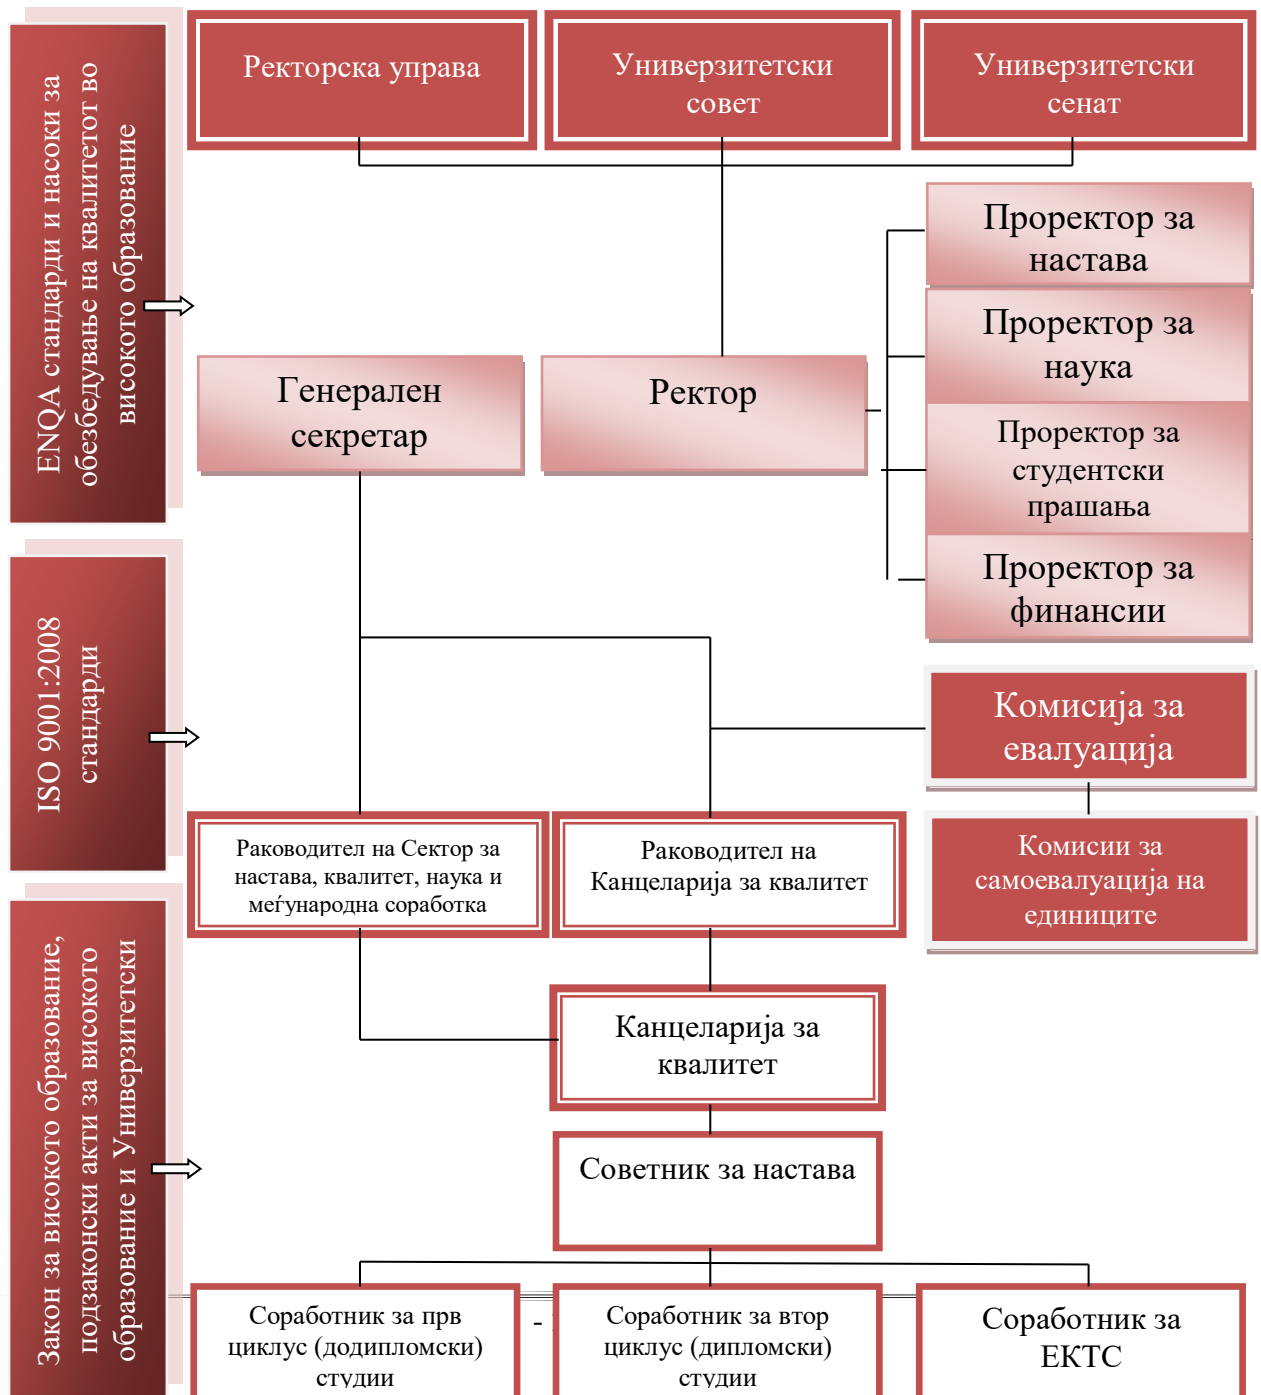 ENQA стандарди и насоки за
обезбедување на квалитетот во
високото образование
Ректорска управа
Универзитетски
совет
Универзитетски
сенат
Проректор за
настава
Проректор за
наука
Проректор за
студентски
прашања
Проректор за
финансии
Генерален
секретар
Ректор
ISO 9001:2008
стандарди
Комисија за
евалуација
Комисии за
самоевалуација на
единиците
Раководител на Сектор за
настава, квалитет, наука и
меѓународна соработка
Раководител на
Канцеларија за квалитет
Закон за високото образование,
подзаконски акти за високото
образование и Универзитетски
Канцеларија за
квалитет
Советник за настава
Соработник за прв
циклус (додипломски)
студии
-
Соработник за втор
циклус (дипломски)
студии
Соработник за
ЕКТС